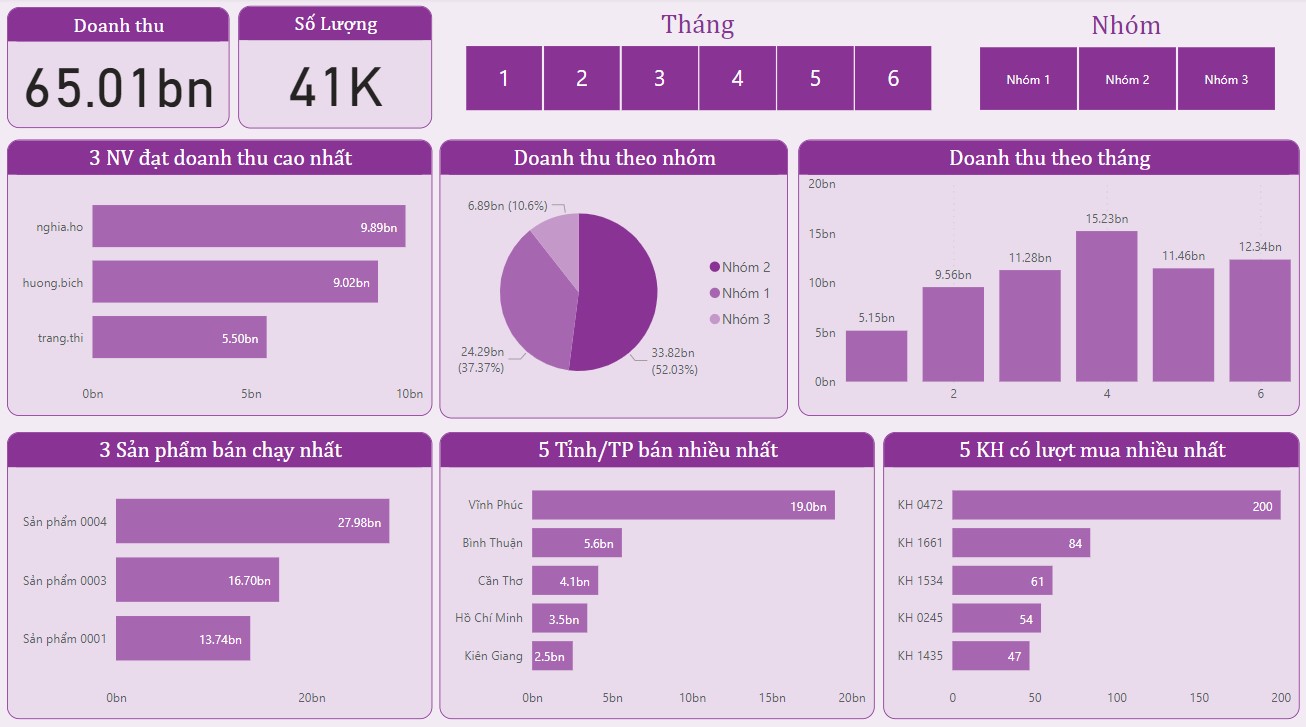 Doanh thu
65.01bn
Số Lượng
41K
Tháng
1 2 3 4 5 6
Nhóm
Nhóm 1 Nhóm 2 Nhóm 3
3 NV đạt doanh thu cao nhất
nghia.ho 9.89bn
huong.bich 9.02bn
trang.thi 5.50bn
0bn 5bn 10bn
Doanh thu theo nhóm
6.89bn (10.6%)
24.29bn
(37.37%)
33.82bn
(52.03%)
Nhóm 2
Nhóm 1
Nhóm 3
Doanh thu theo tháng
20bn
15bn
10bn
5bn
0bn
5.15bn
9.56bn
11.28bn
15.23bn
11.46bn
12.34bn
2 4 6
3 Sản phẩm bán chạy nhất
Sản phẩm 0004 27.98bn
Sản phẩm 0003 16.70bn
Sản phẩm 0001 13.74bn
0bn 20bn
5 Tỉnh/TP bán nhiều nhất
Vĩnh Phúc 19.0bn
Bình Thuận 5.6bn
Cần Thơ 4.1bn
Hồ Chí Minh 3.5bn
Kiên Giang 2.5bn
0bn 5bn 10bn 15bn 20bn
5 KH có lượt mua nhiều nhất
KH 0472 200
KH 1661 84
KH 1534 61
KH 0245 54
KH 1435 47
0 50 100 150 200